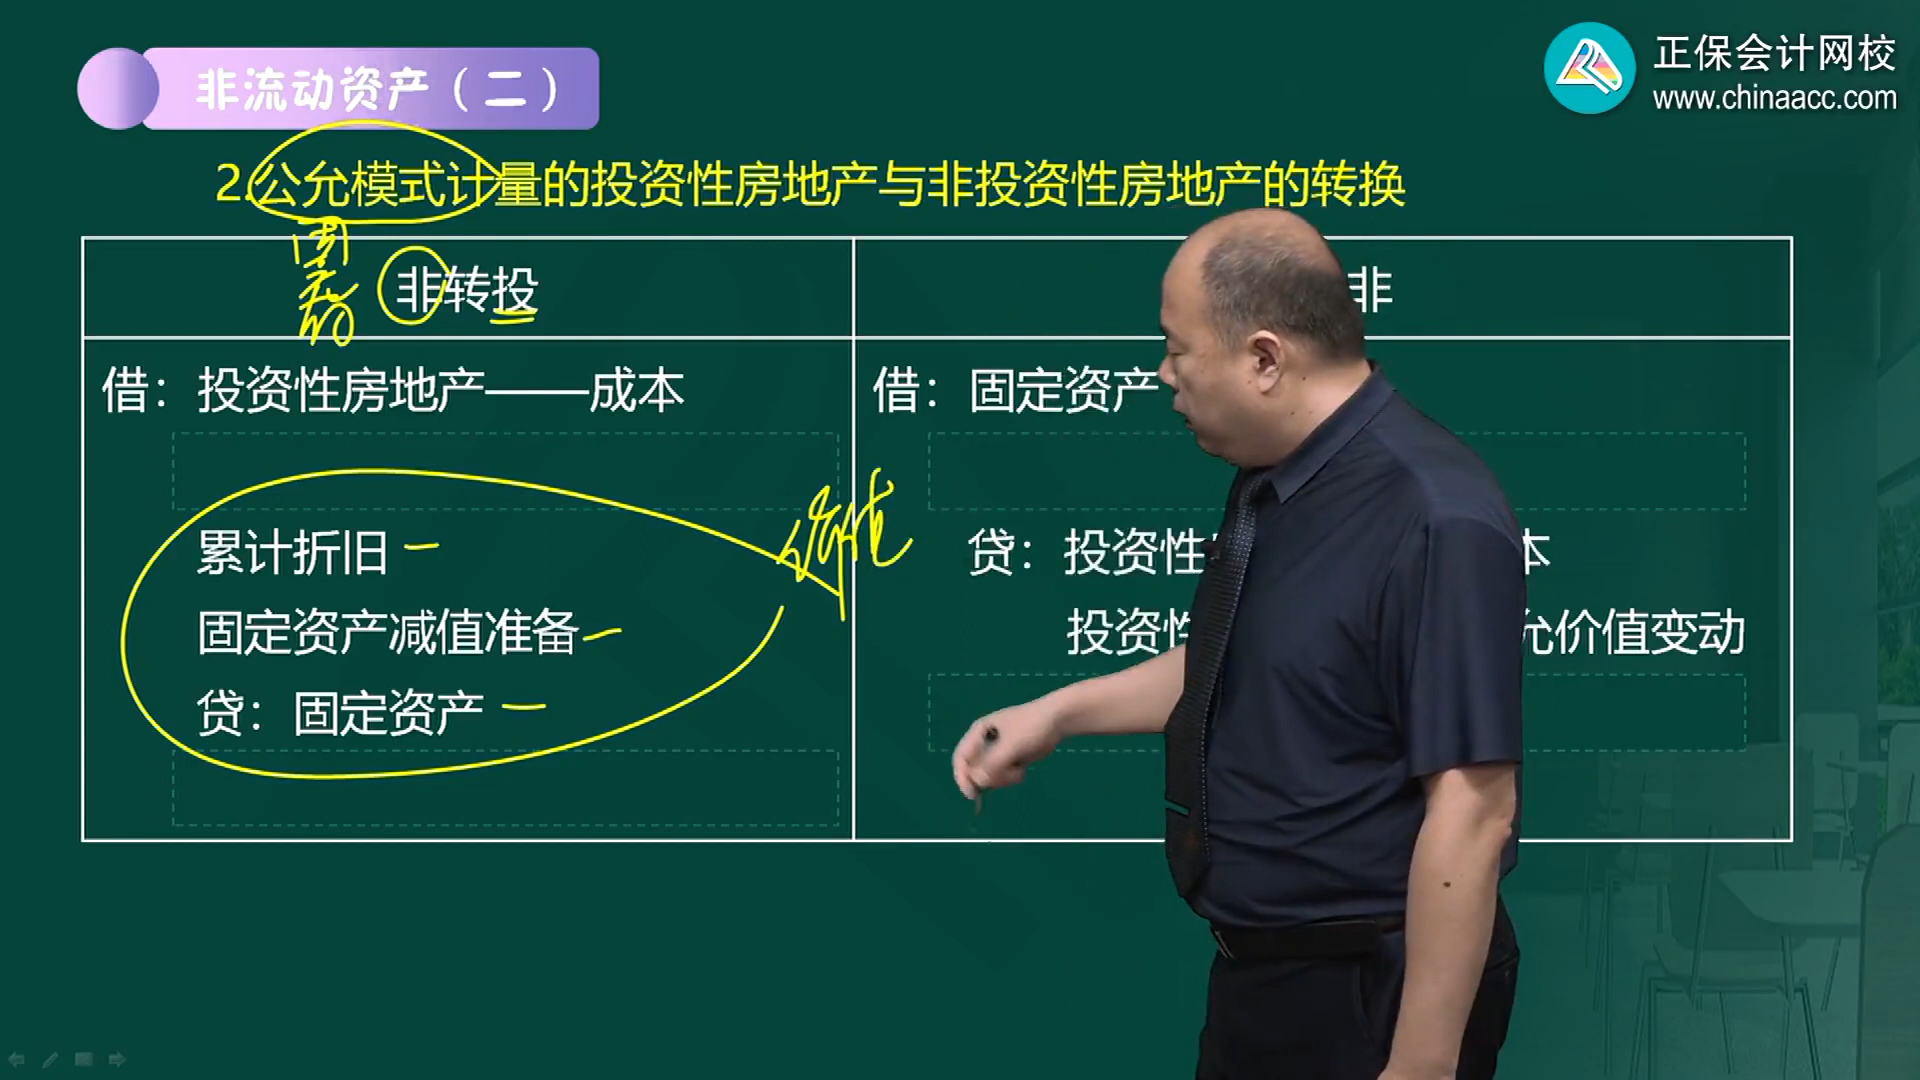 非流动资产（二）
正保会计网校
www.chinaacc.com
2.公允模式计量的投资性房地产与非投资性房地产的转换
非转投
非
借：投资性房地产——成本
累计折旧
固定资产减值准备
贷：固定资产
借：固定资产
贷：投资性
本
投资性
允价值变动